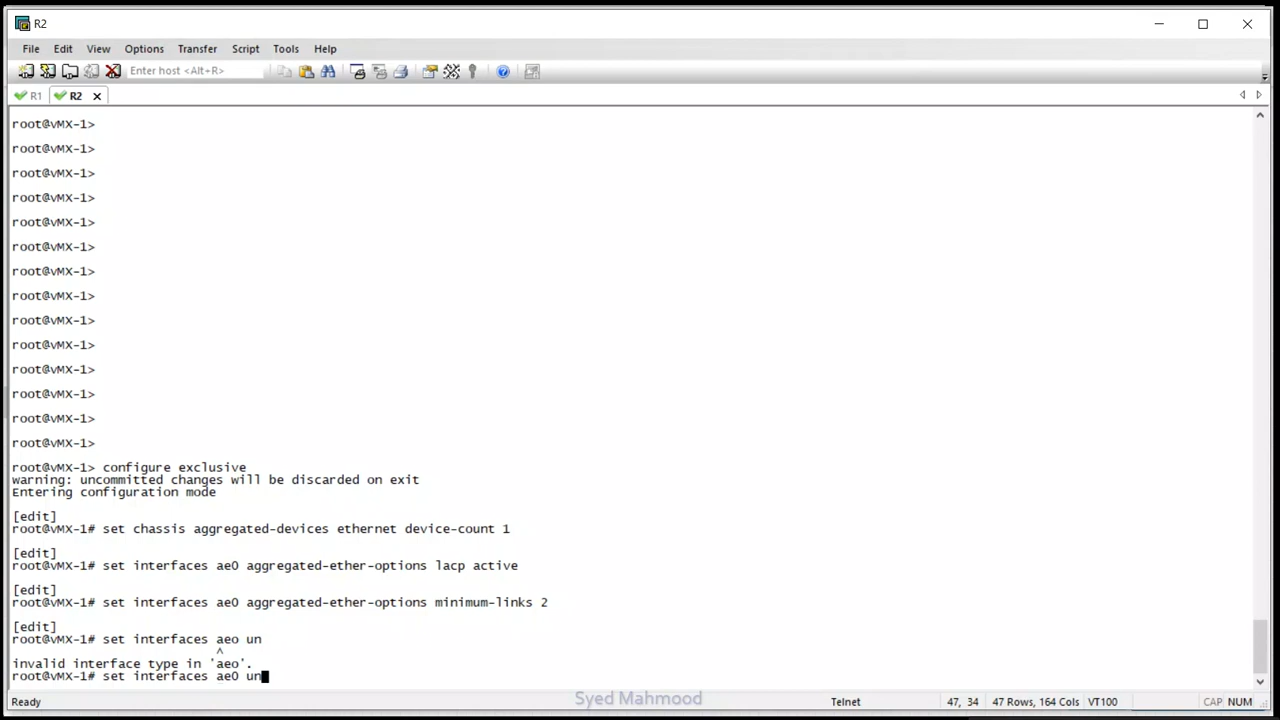 R2
File Edit View Options Transfer Script Tools Help
Enter host <Alt+R>
R1 R2
root@vMX-1>
root@vMX-1>
root@vMX-1>
root@vMX-1>
root@vMX-1>
root@vMX-1>
root@vMX-1>
root@vMX-1>
root@vMX-1>
root@vMX-1>
root@vMX-1>
root@vMX-1>
root@vMX-1>
root@vMX-1>
root@vMX-1> configure exclusive
warning: uncommitted changes will be discarded on exit
Entering configuration mode
[edit]
root@vMX-1# set chassis aggregated-devices ethernet device-count 1
[edit]
root@vMX-1# set interfaces ae0 aggregated-ether-options lacp active
[edit]
root@vMX-1# set interfaces ae0 aggregated-ether-options minimum-links 2
[edit]
root@vMX-1# set interfaces aeo un
^
invalid interface type in 'aeo'.
root@vMX-1# set interfaces ae0 un
Ready Syed Mahmood Telnet 47, 34 47 Rows, 164 Cols VT100 CAP NUM